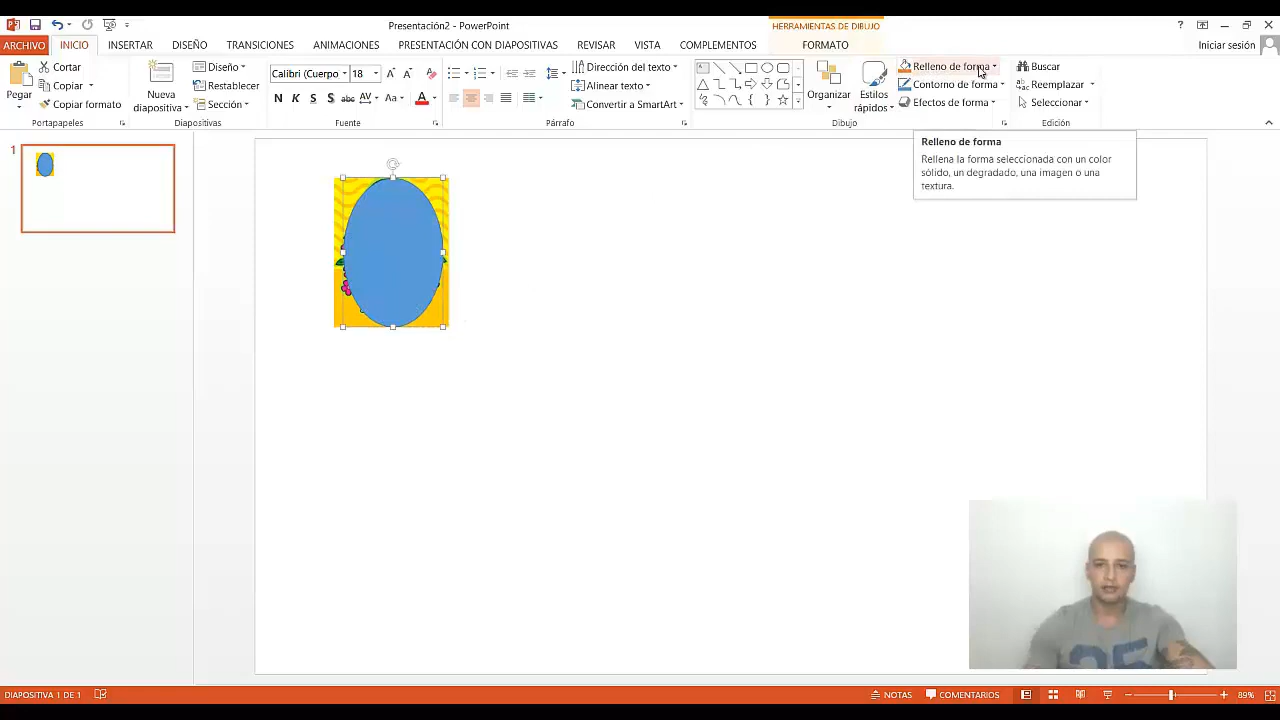 Presentación2 - PowerPoint
HERRAMIENTAS DE DIBUJO
?
ARCHIVO INICIO INSERTAR DISEÑO TRANSICIONES ANIMACIONES PRESENTACIÓN CON DIAPOSITIVAS REVISAR VISTA COMPLEMENTOS FORMATO Iniciar sesión
Pegar
Cortar
Copiar
Copiar formato
Portapapeles
Nueva
diapositiva
Diseño
Restablecer
Sección
Diapositivas
Calibri (Cuerpo 18
N K S S abc AV Aa A
Fuente
Dirección del texto
Alinear texto
Convertir a SmartArt
Párrafo
Organizar
Estilos
rápidos
Relleno de forma
Contorno de forma
Efectos de forma
Dibujo
Buscar
Reemplazar
Seleccionar
Edición
Relleno de forma
Rellena la forma seleccionada con un color
sólido, un degradado, una imagen o una
textura.
1
25
DIAPOSITIVA 1 DE 1 NOTAS COMENTARIOS 89%